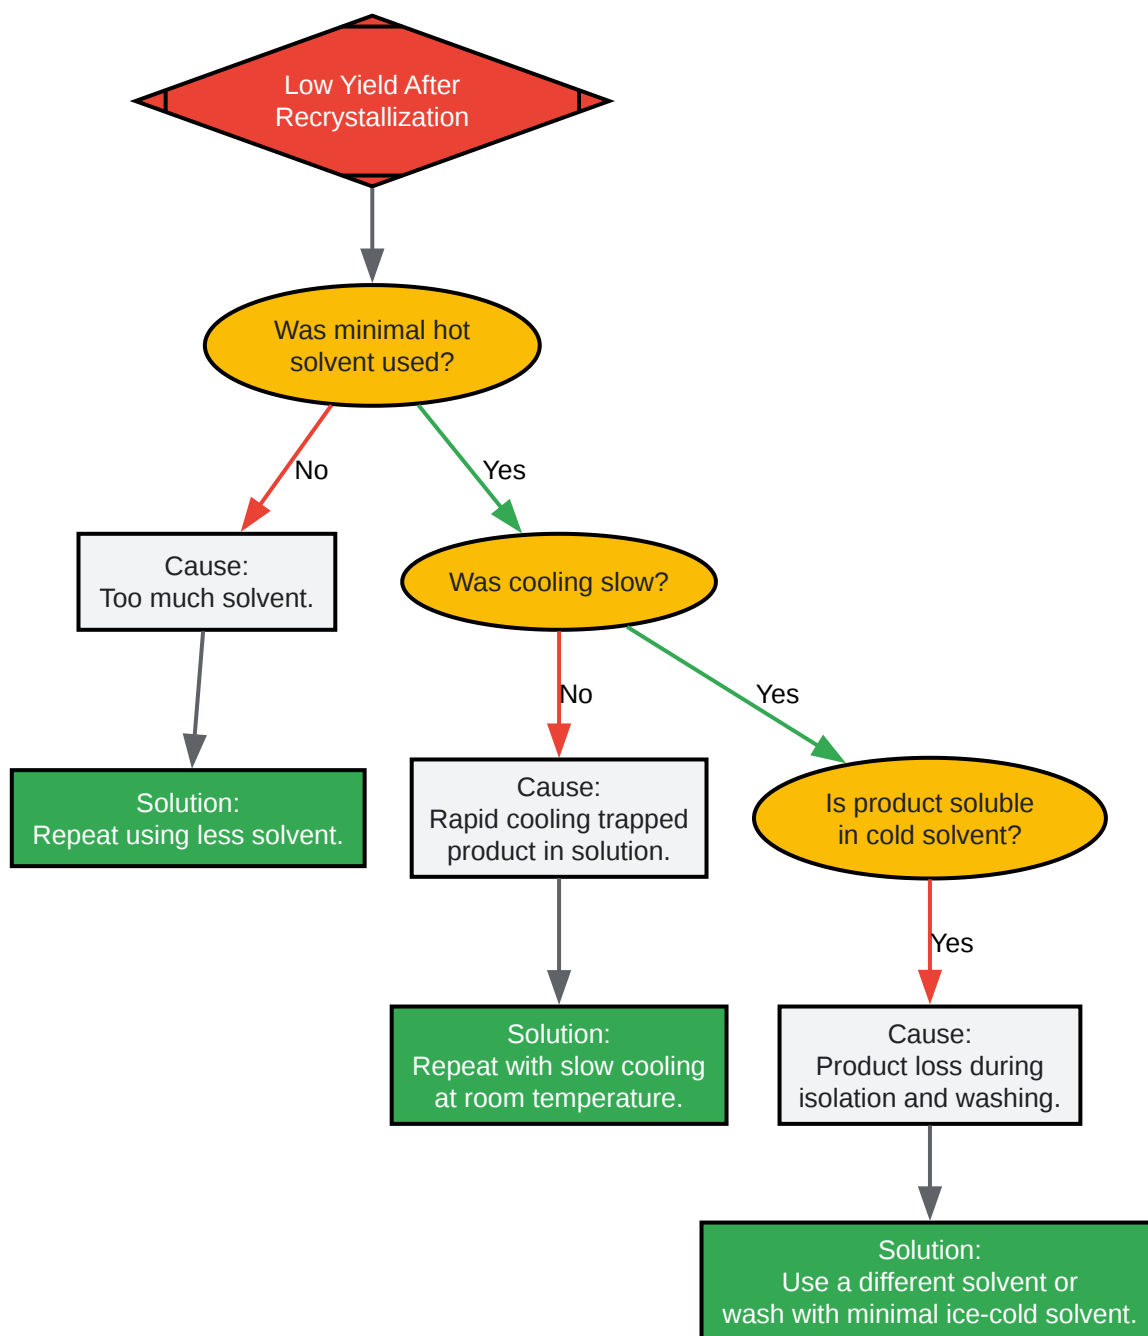 Low Yield After
Recrystallization
Was minimal hot
solvent used?
No
Yes
Cause:
Too much solvent.
Was cooling slow?
Solution:
Repeat using less solvent.
No
Yes
Cause:
Rapid cooling trapped
product in solution.
Is product soluble
in cold solvent?
Yes
Solution:
Repeat with slow cooling
at room temperature.
Cause:
Product loss during
isolation and washing.
Solution:
Use a different solvent or
wash with minimal ice-cold solvent.